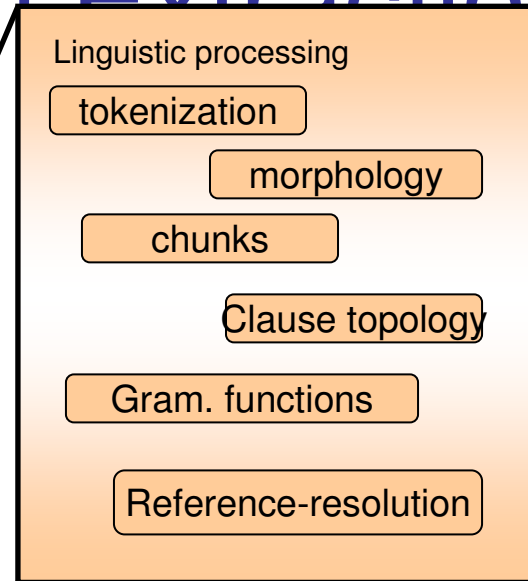 Linguistic processing
tokenization
morphology
chunks
Clause topology
Gram. functions
Reference-resolution